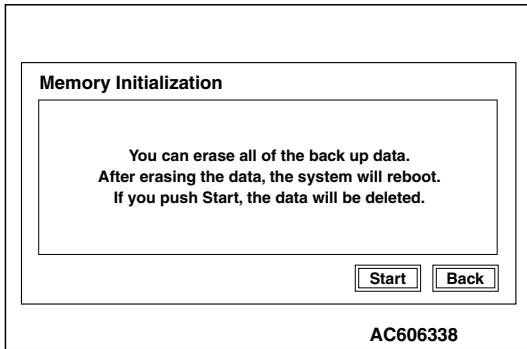 Memory Initialization
You can erase all of the back up data.
After erasing the data, the system will reboot.
If you push Start, the data will be deleted.
Start Back
AC606338